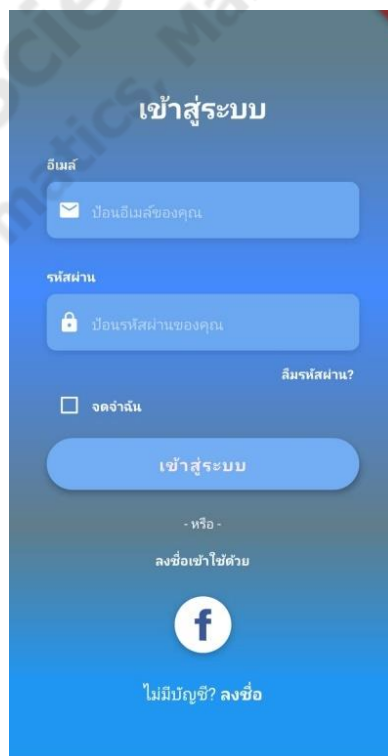 เข้าสู่ระบบ
อีเมล์
ป้อนอีเมล์ของคุณ
รหัสผ่าน
ป้อนรหัสผ่านของคุณ
ลืมรหัสผ่าน?
จดจำฉัน
เข้าสู่ระบบ
- หรือ -
ลงชื่อเข้าใช้ด้วย
f
ไม่มีบัญชี? ลงชื่อ